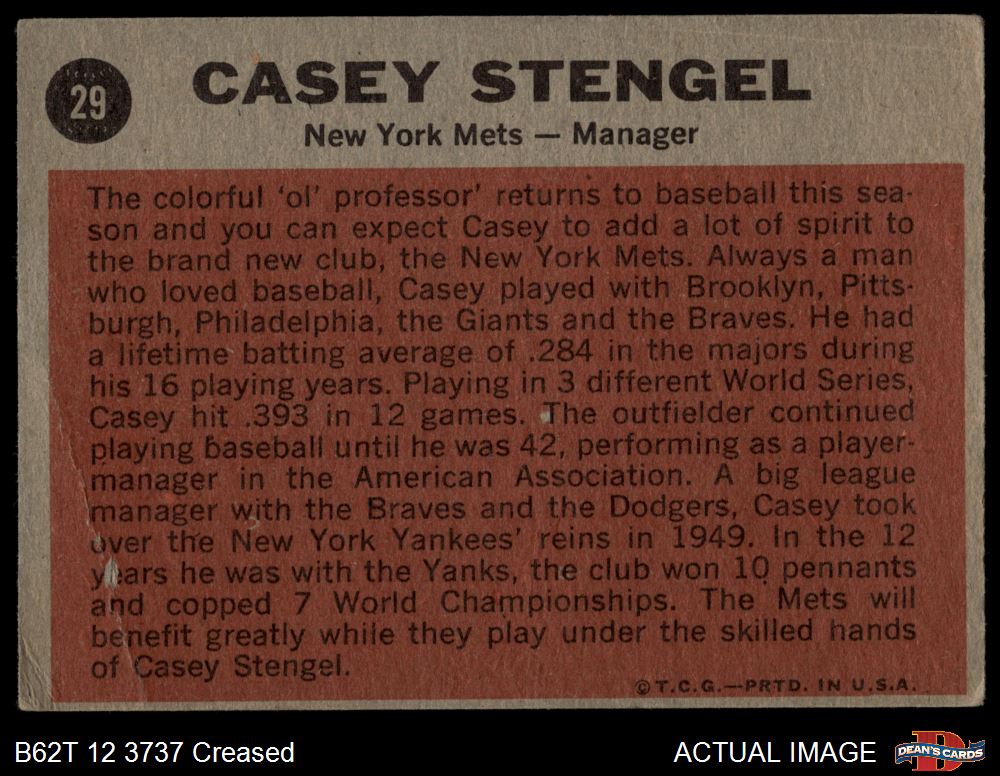 29
CASEY STENGEL
New York Mets — Manager
The colorful 'ol' professor' returns to baseball this sea-
son and you can expect Casey to add a lot of spirit to
the brand new club, the New York Mets. Always a man
who loved baseball, Casey played with Brooklyn, Pitts-
burgh, Philadelphia, the Giants and the Braves. He had
a lifetime batting average of .284 in the majors during
his 16 playing years. Playing in 3 different World Series,
Casey hit .393 in 12 games. The outfielder continued
playing baseball until he was 42, performing as a player-
manager in the American Association. A big league
manager with the Braves and the Dodgers, Casey took
over the New York Yankees' reins in 1949. In the 12
years he was with the Yanks, the club won 10 pennants
and copped 7 World Championships. The Mets will
benefit greatly while they play under the skilled hands
of Casey Stengel.
© T.C.G.—PRTD. IN U.S.A.
B62T 12 3737 Creased
ACTUAL IMAGE
DEAN'S CARDS